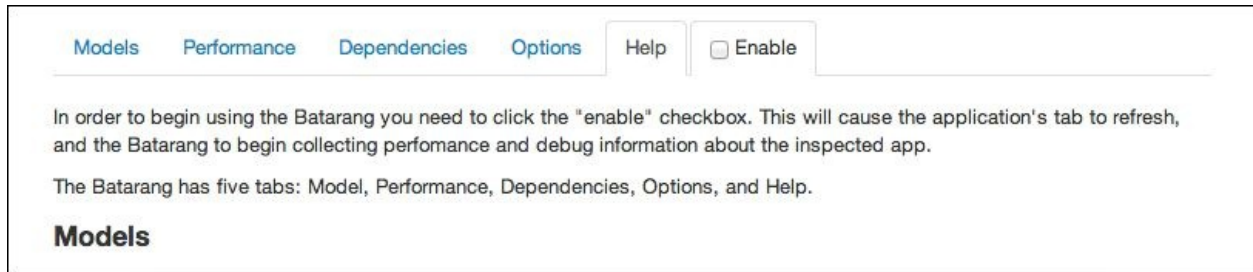 Models Performance Dependencies Options Help Enable
In order to begin using the Batarang you need to click the "enable" checkbox. This will cause the application's tab to refresh,
and the Batarang to begin collecting perfomance and debug information about the inspected app.
The Batarang has five tabs: Model, Performance, Dependencies, Options, and Help.
Models